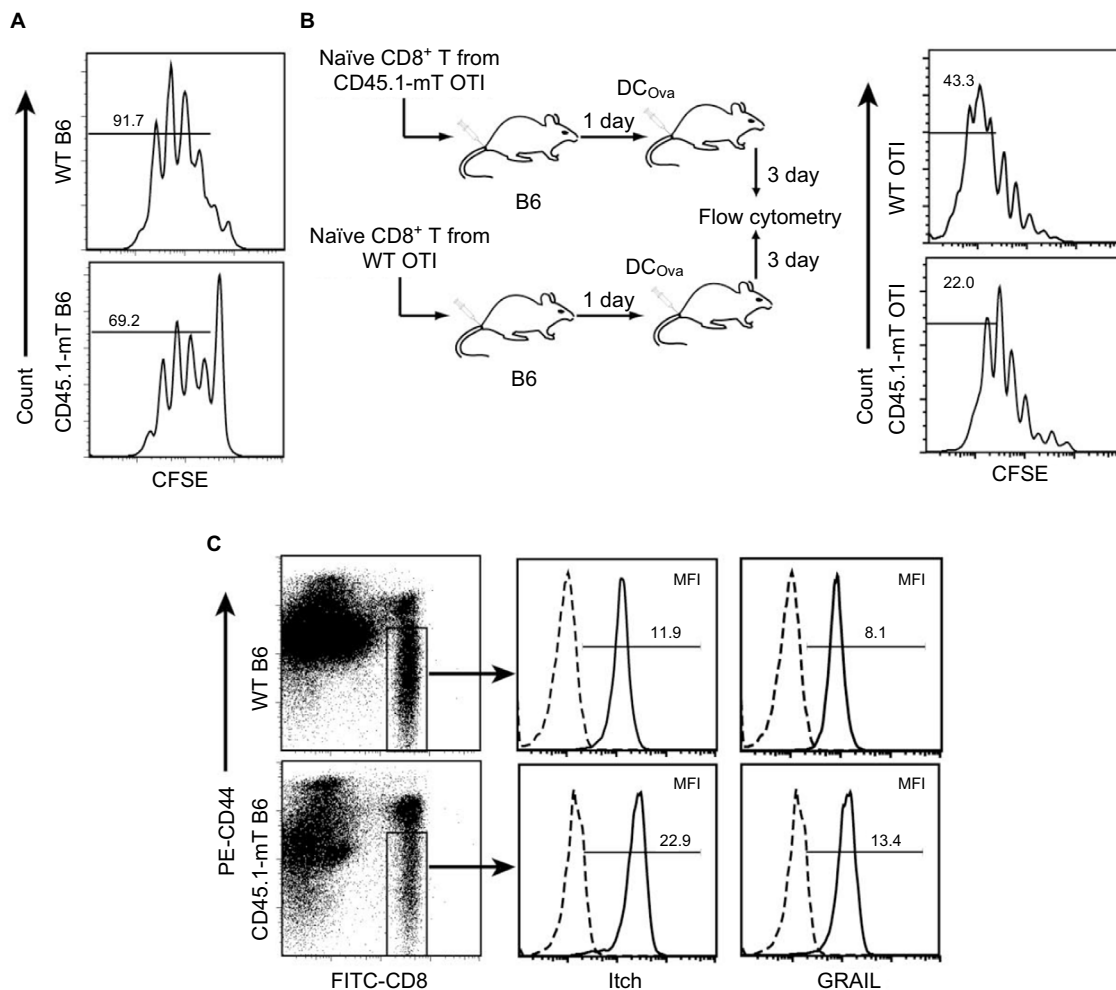 A
Count
WT B6
91.7
CD45.1-mT B6
69.2
CFSE
B
Naïve CD8+ T from
CD45.1-mT OTI
B6
1 day
DCOva
3 day
Flow cytometry
3 day
Naïve CD8+ T from
WT OTI
B6
1 day
DCOva
Count
WT OTI
43.3
CD45.1-mT OTI
22.0
CFSE
C
PE-CD44
WT B6
MFI
11.9
MFI
8.1
CD45.1-mT B6
MFI
22.9
MFI
13.4
FITC-CD8
Itch
GRAIL